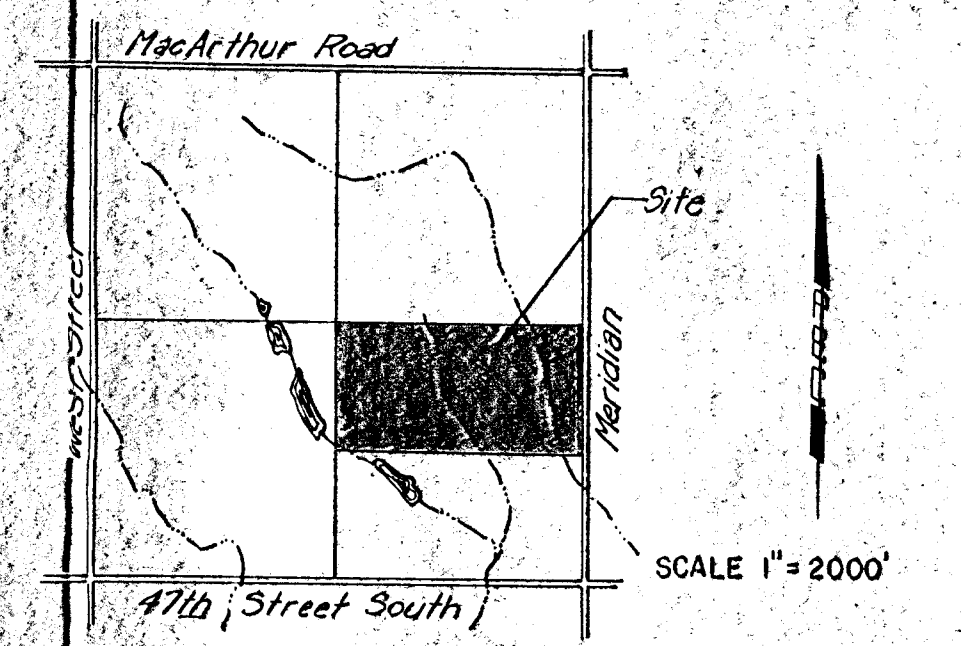 MacArthur Road
Site
West Street
Meridian
SCALE 1" = 2000'
47th Street South